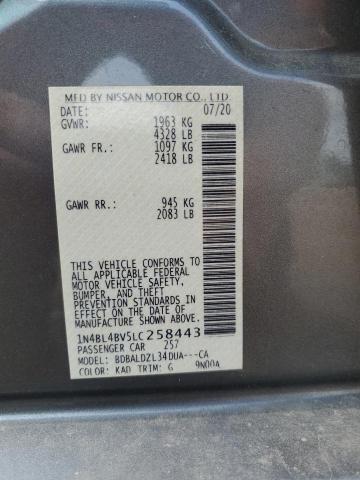 MFD BY NISSAN MOTOR CO., LTD.
DATE: 07/20
GVWR: 1963 KG
4328 LB
GAWR FR.: 1097 KG
2418 LB
GAWR RR.: 945 KG
2083 LB
THIS VEHICLE CONFORMS TO
ALL APPLICABLE FEDERAL
MOTOR VEHICLE SAFETY,
BUMPER, AND THEFT
PREVENTION STANDARDS IN
EFFECT ON THE DATE OF
MANUFACTURE SHOWN ABOVE.
1N4BL4BV5LC258443
PASSENGER CAR 257
MODEL: BDBALDZL34DUA---CA
COLOR: KAD TRIM: G 9N00A